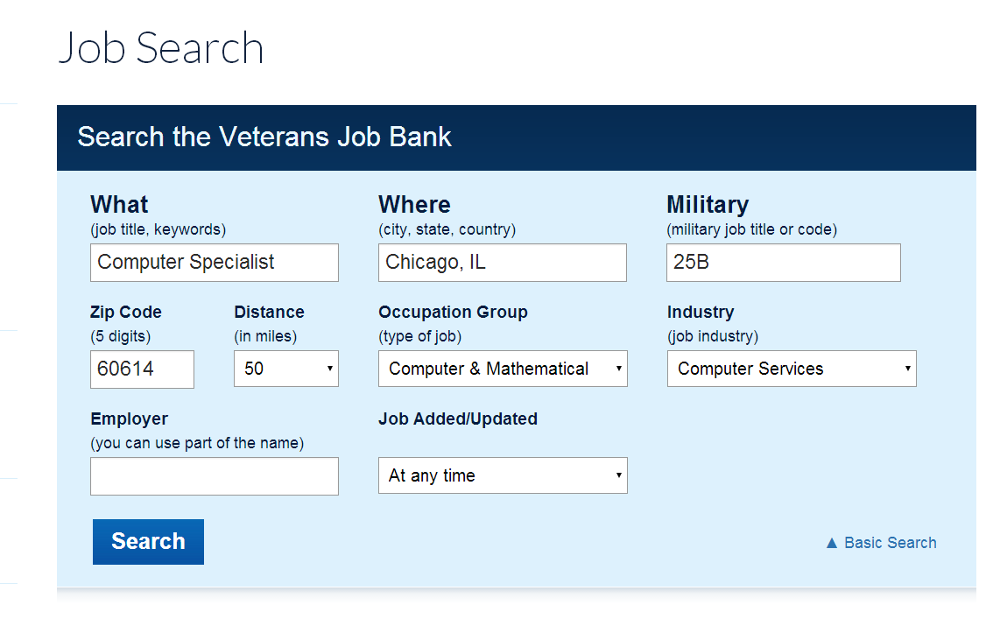 Job Search
Search the Veterans Job Bank
What
(job title, keywords)
Computer Specialist
Where
(city, state, country)
Chicago, IL
Military
(military job title or code)
25B
Zip Code
(5 digits)
60614
Distance
(in miles)
50
Occupation Group
(type of job)
Computer & Mathematical
Industry
(job industry)
Computer Services
Employer
(you can use part of the name)
Job Added/Updated
At any time
Search
▲ Basic Search